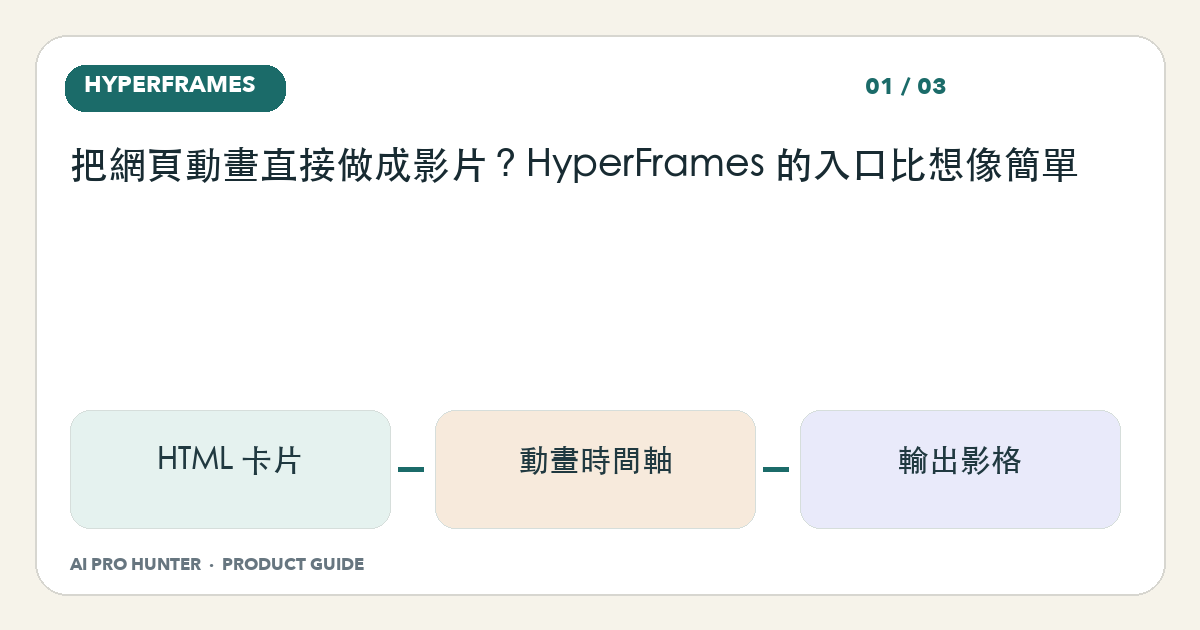 HYPERFRAMES
01 / 03
把網頁動畫直接做成影片？HyperFrames 的入口比想像簡單
HTML 卡片
動畫時間軸
輸出影格
AI PRO HUNTER · PRODUCT GUIDE